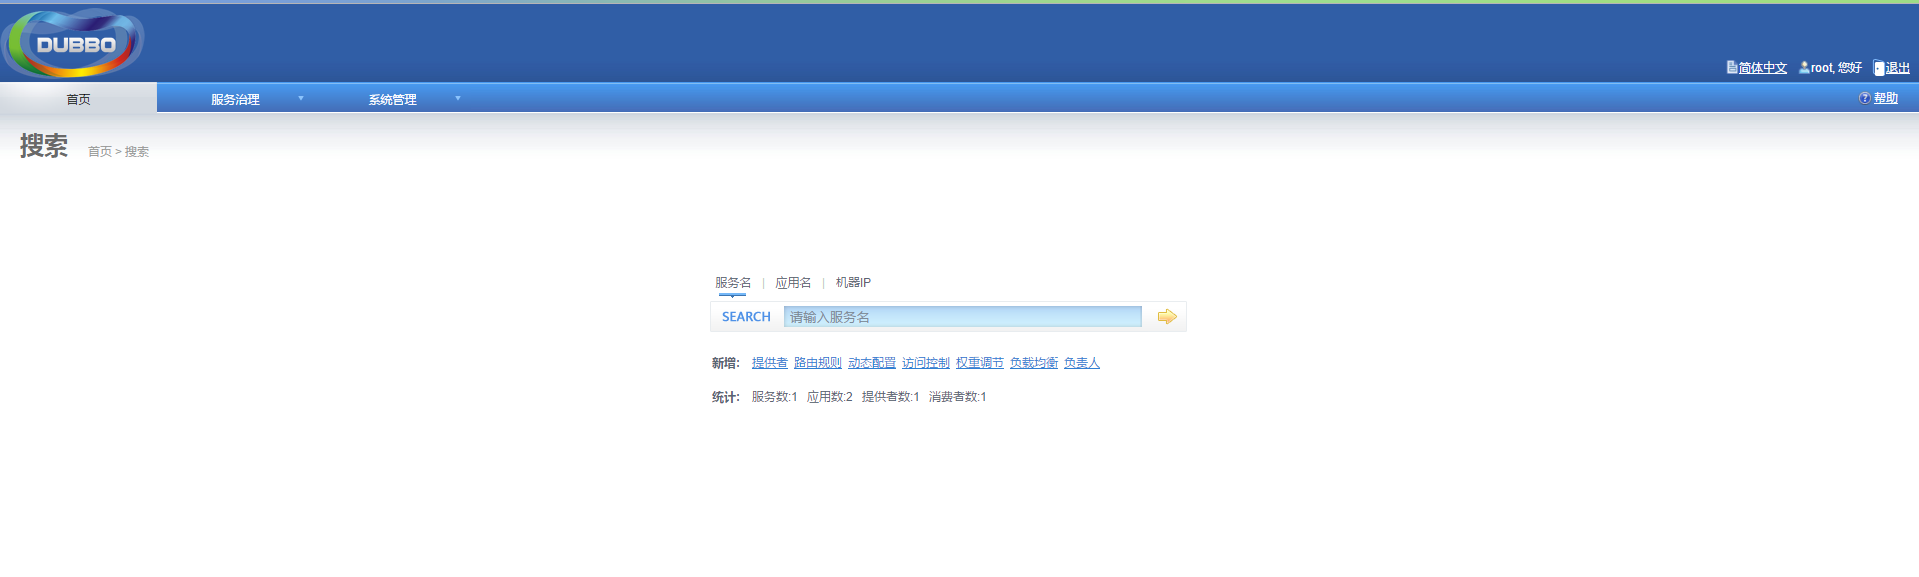 DUBBO
简体中文 root, 您好 退出
首页 服务治理 系统管理 帮助
搜索 首页 > 搜索
服务名 | 应用名 | 机器IP
SEARCH 请输入服务名
新增: 提供者 路由规则 动态配置 访问控制 权重调节 负载均衡 负责人
统计: 服务数:1 应用数:2 提供者数:1 消费者数:1